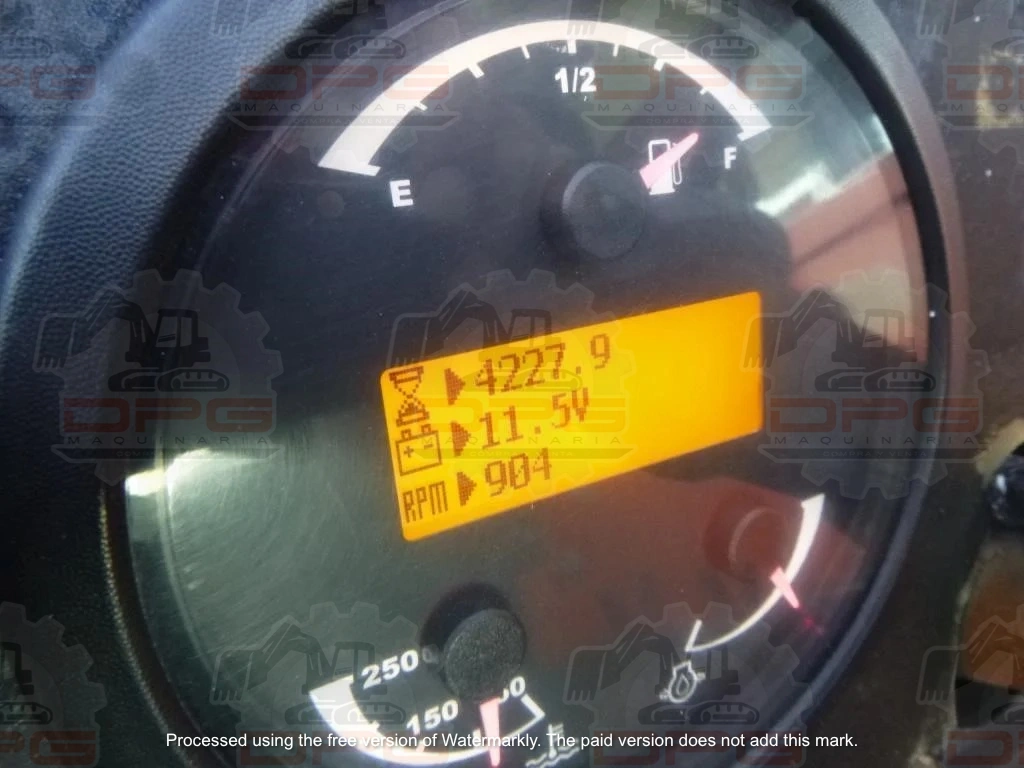 1/2
E
F
4227.9
11.5V
RPM 904
250
150
DPG
MAQUINARIA
Processed using the free version of Watermarkly. The paid version does not add this mark.